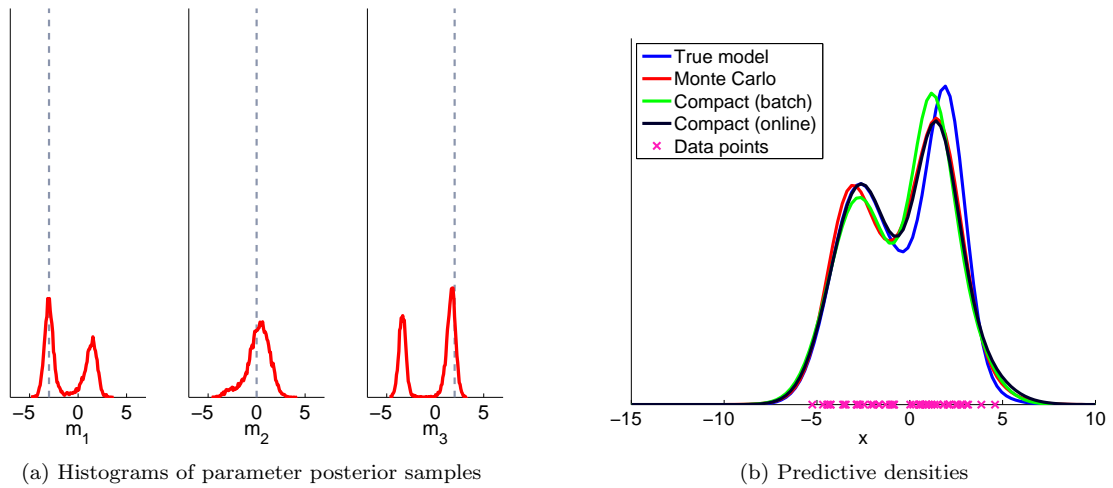 −5 0 5
m1
−5 0 5
m2
−5 0 5
m3
(a) Histograms of parameter posterior samples
True model
Monte Carlo
Compact (batch)
Compact (online)
Data points
−15 −10 −5 0 5 10
x
(b) Predictive densities